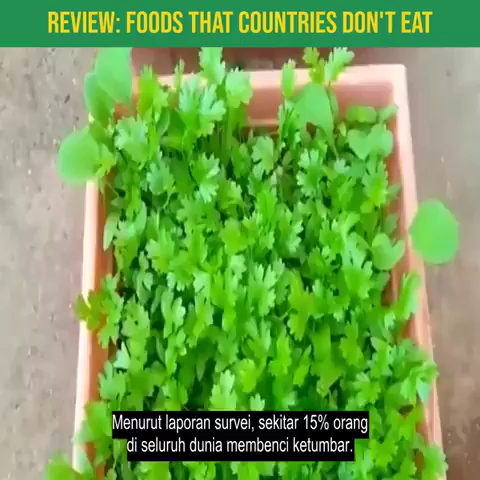 REVIEW: FOODS THAT COUNTRIES DON'T EAT
Menurut laporan survei, sekitar 15% orang
di seluruh dunia membenci ketumbar.